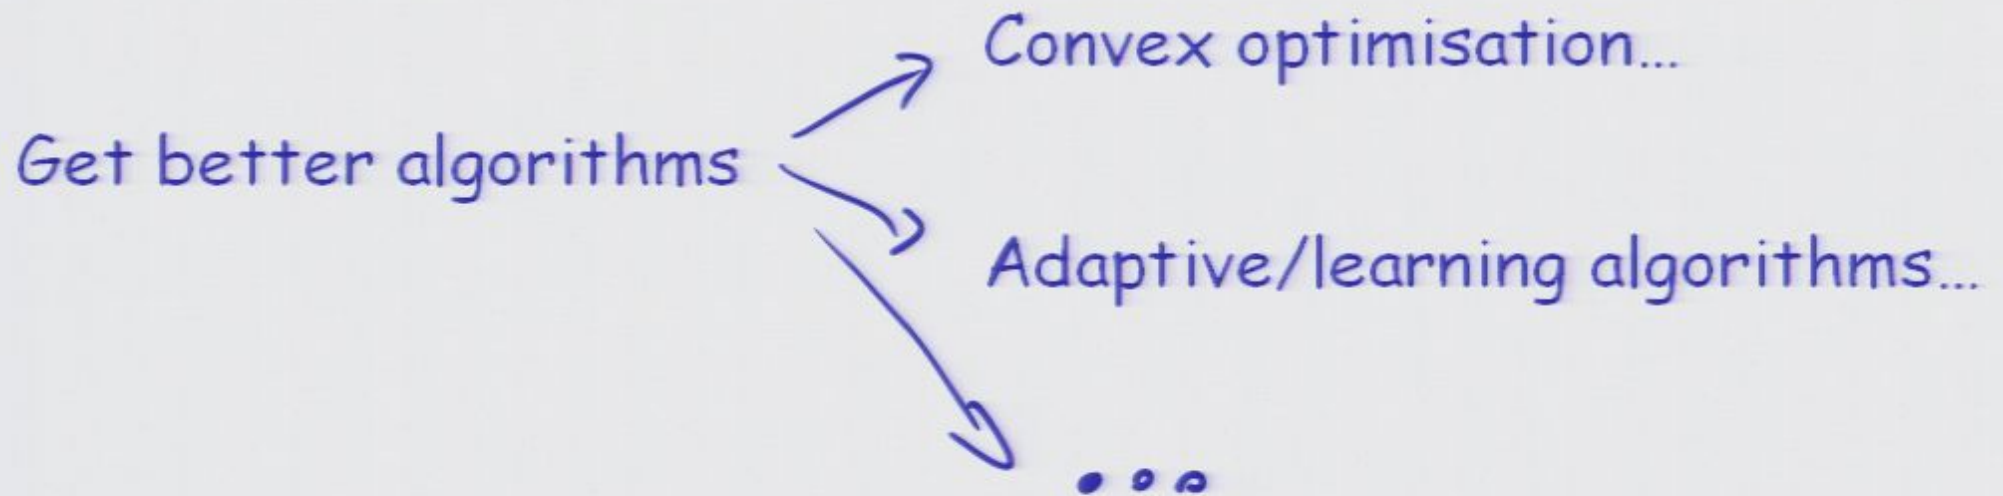 Convex optimisation...
Get better algorithms
Adaptive/learning algorithms...
...